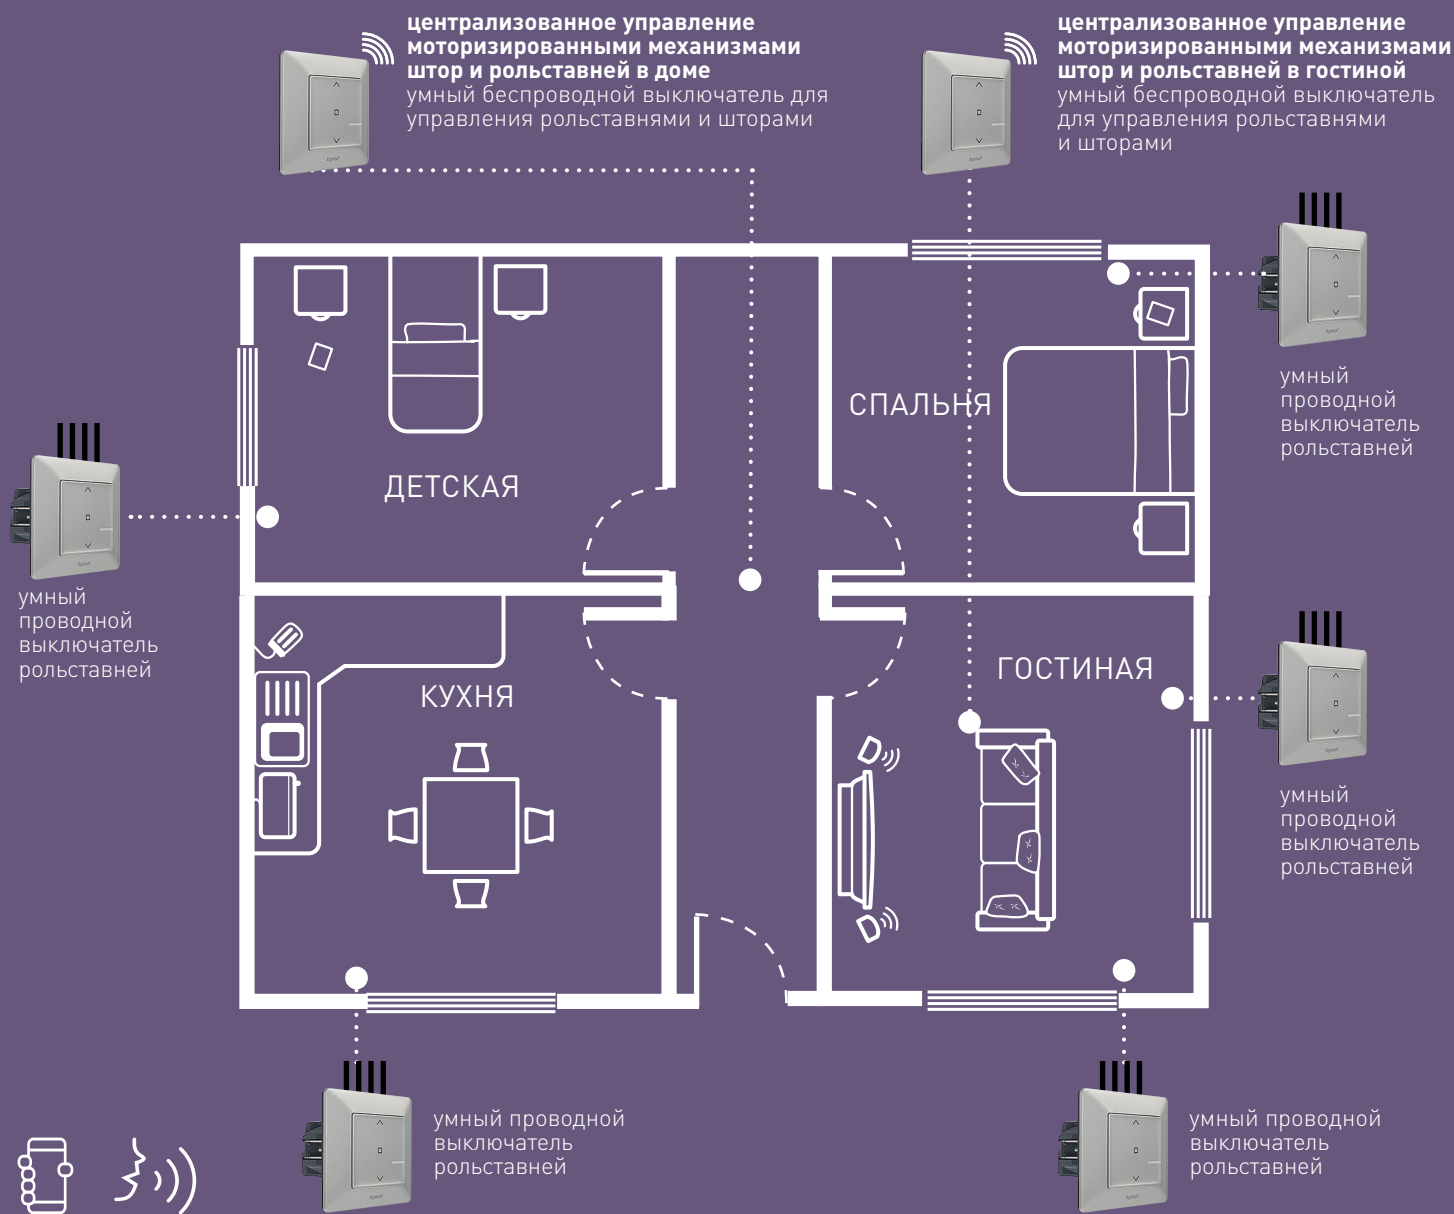 централизованное управление
моторизированными механизмами
штор и рольставней в доме
умный беспроводной выключатель для
управления рольставнями и шторами
централизованное управление
моторизированными механизмами
штор и рольставней в гостиной
умный беспроводной выключатель
для управления рольставнями
и шторами
умный
проводной
выключатель
рольставней
СПАЛЬНЯ
ДЕТСКАЯ
умный
проводной
выключатель
рольставней
КУХНЯ
ГОСТИНАЯ
умный
проводной
выключатель
рольставней
умный проводной
выключатель
рольставней
умный проводной
выключатель
рольставней